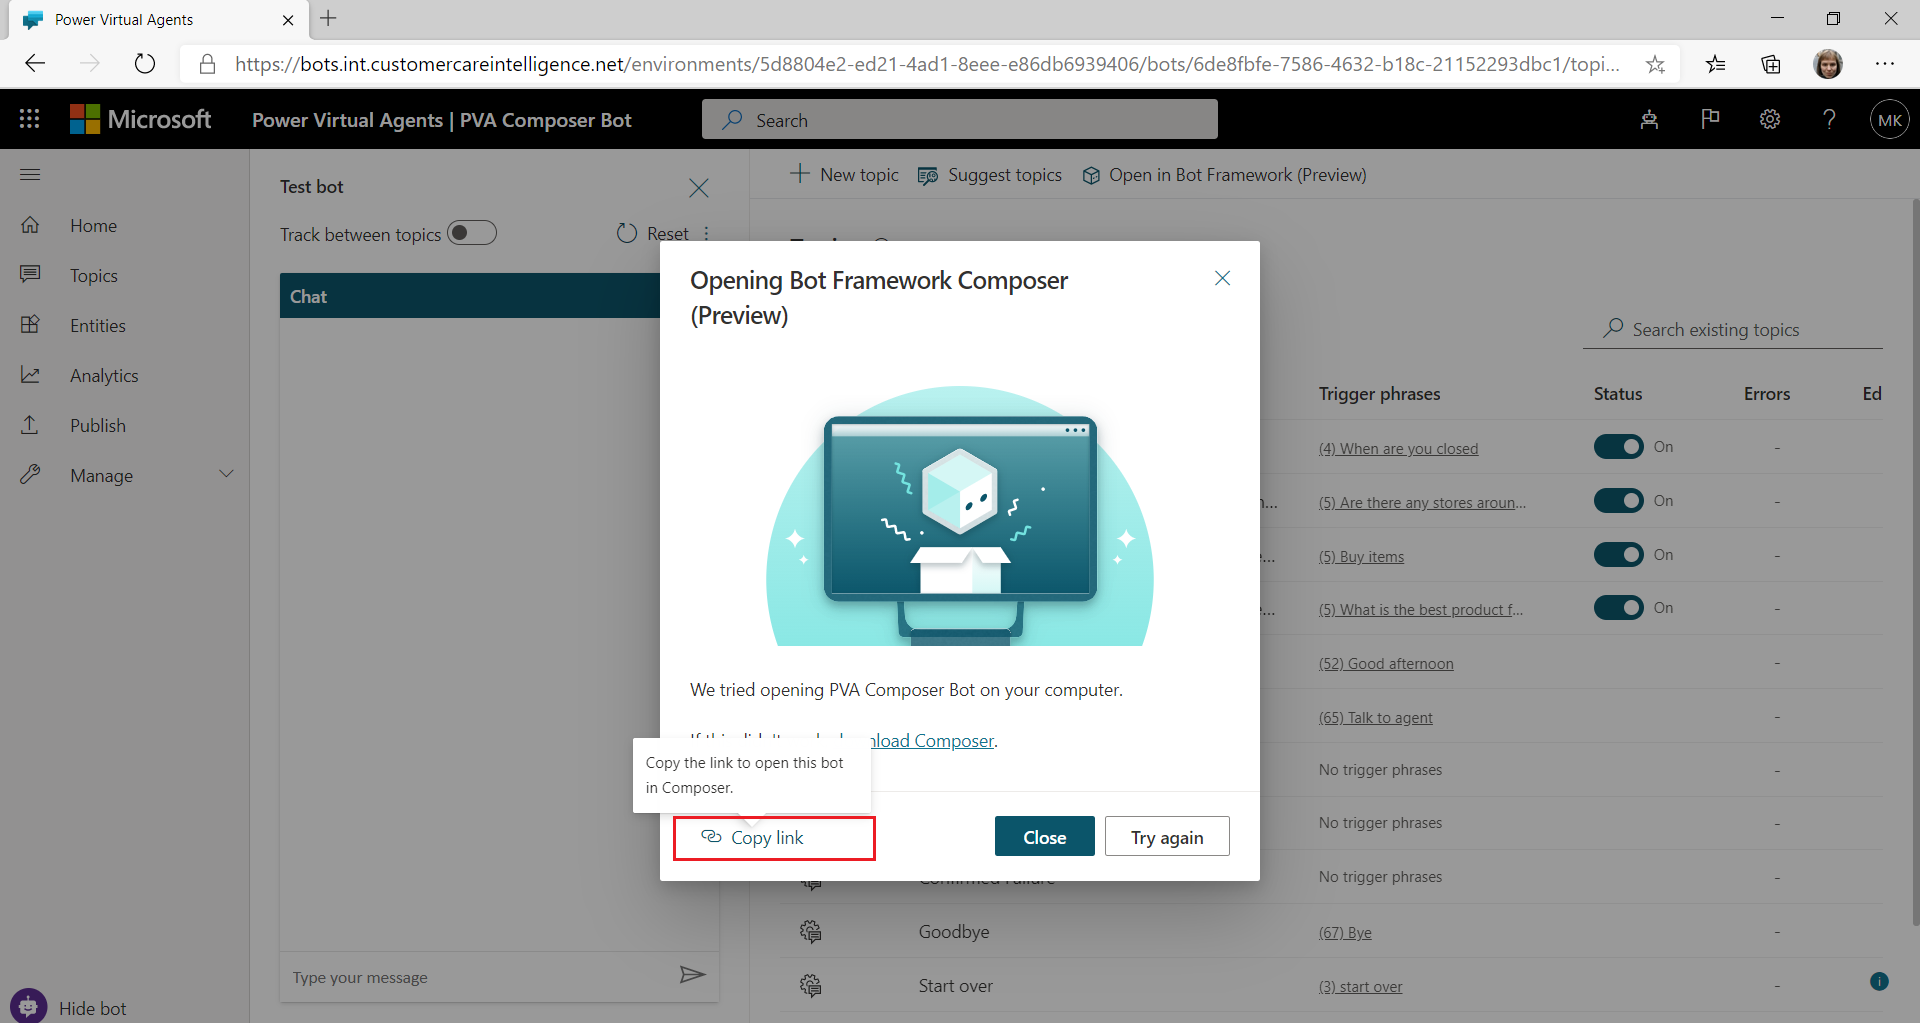 Power Virtual Agents
https://bots.int.customercareintelligence.net/environments/5d8804e2-ed21-4ad1-8eee-e86db6939406/bots/6de8fbfe-7586-4632-b18c-21152293dbc1/topi...
Microsoft
Power Virtual Agents | PVA Composer Bot
Search
MK
Home
Topics
Entities
Analytics
Publish
Manage
Hide bot
Test bot
Track between topics
Reset
Chat
Type your message
New topic
Suggest topics
Open in Bot Framework (Preview)
Search existing topics
Trigger phrases Status Errors Ed
(4) When are you closed On -
(5) Are there any stores aroun... On -
(5) Buy items On -
(5) What is the best product f... On -
(52) Good afternoon -
(65) Talk to agent -
No trigger phrases -
No trigger phrases -
No trigger phrases -
Goodbye (67) Bye -
Start over (3) start over -
Opening Bot Framework Composer
(Preview)
We tried opening PVA Composer Bot on your computer.
Composer.
Copy the link to open this bot
in Composer.
Copy link
Close
Try again